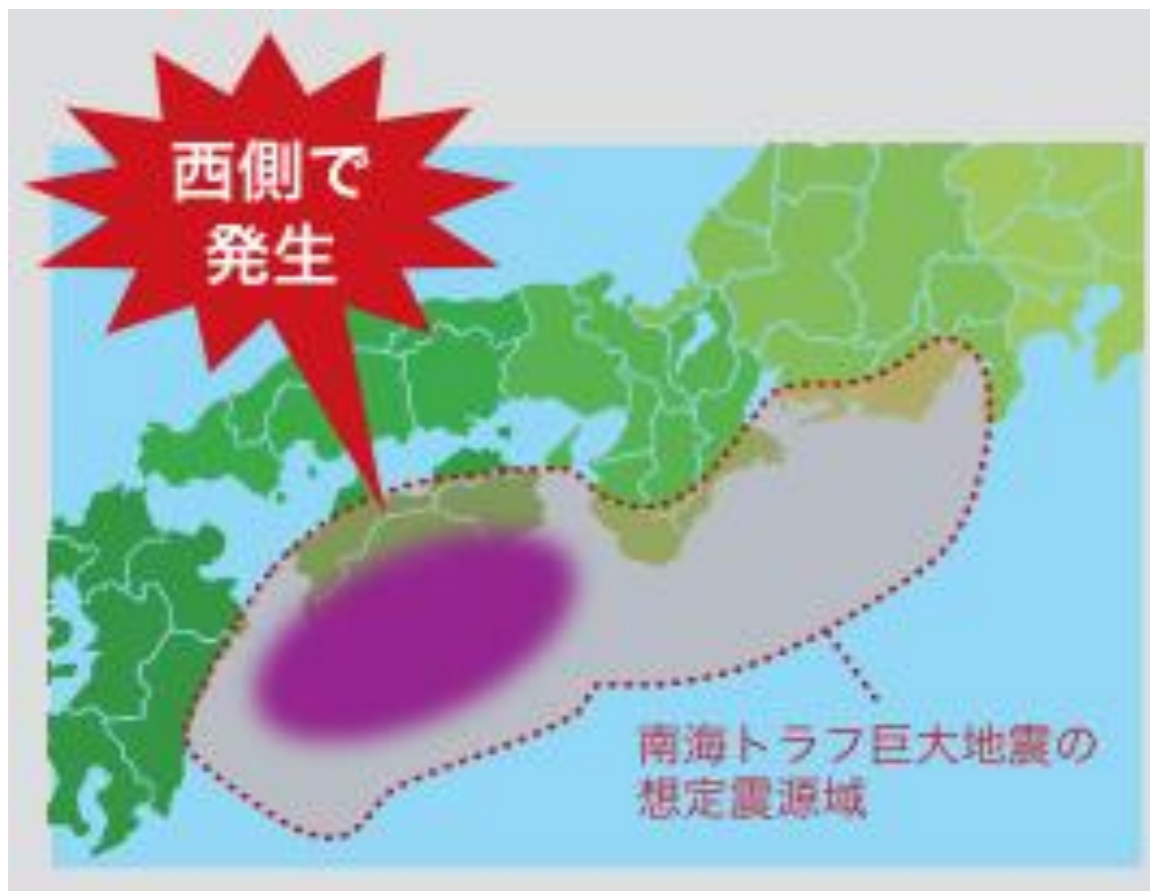 西側で
発生
南海トラフ巨大地震の
想定震源域